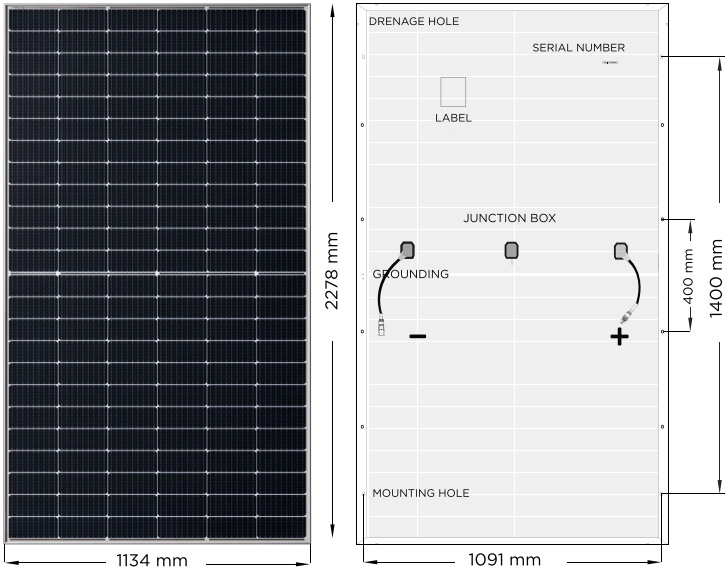 DRENAGE HOLE
SERIAL NUMBER
LABEL
JUNCTION BOX
GROUNDING
−
+
MOUNTING HOLE
2278 mm
400 mm
1400 mm
1134 mm
1091 mm